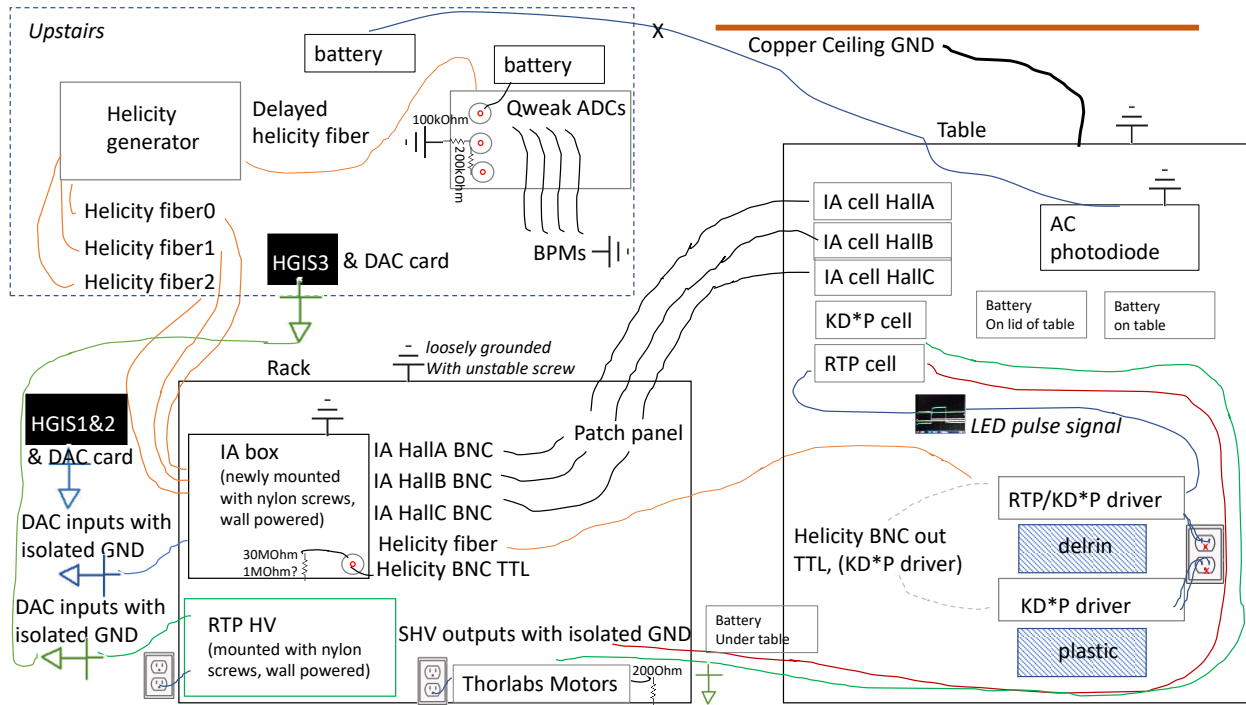 Upstairs
battery
X
Copper Ceiling GND
battery
Helicity
generator
Delayed
helicity fiber
Qweak ADCs
100kOhm
200kOhm
Table
Helicity fiber0
Helicity fiber1
Helicity fiber2
HGIS3
& DAC card
BPMs
IA cell HallA
IA cell HallB
IA cell HallC
KD*P cell
RTP cell
AC
photodiode
Battery
On lid of table
Battery
on table
loosely grounded
With unstable screw
Rack
HGIS1&2
& DAC card
IA box
(newly mounted
with nylon screws,
wall powered)
Patch panel
IA HallA BNC
IA HallB BNC
IA HallC BNC
Helicity fiber
Helicity BNC TTL
30MOhm
1MOhm?
LED pulse signal
RTP/KD*P driver
Helicity BNC out
TTL, (KD*P driver)
delrin
KD*P driver
plastic
DAC inputs with
isolated GND
DAC inputs with
isolated GND
RTP HV
(mounted with nylon
screws, wall powered)
SHV outputs with isolated GND
Battery
Under table
Thorlabs Motors
200Ohm